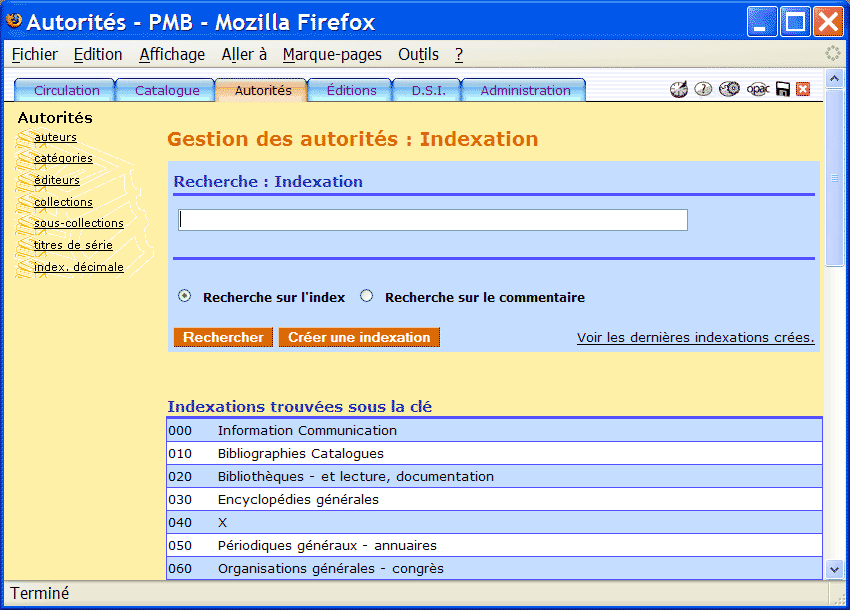 Autorités - PMB - Mozilla Firefox
Fichier Edition Affichage Aller à Marque-pages Outils ?
Circulation Catalogue Autorités Éditions D.S.I. Administration opac
Autorités
auteurs
catégories
éditeurs
collections
sous-collections
titres de série
index. décimale
Gestion des autorités : Indexation
Recherche : Indexation
Recherche sur l'index Recherche sur le commentaire
Rechercher Créer une indexation Voir les dernières indexations crées.
Indexations trouvées sous la clé
000 Information Communication
010 Bibliographies Catalogues
020 Bibliothèques - et lecture, documentation
030 Encyclopédies générales
040 X
050 Périodiques généraux - annuaires
060 Organisations générales - congrès
Terminé